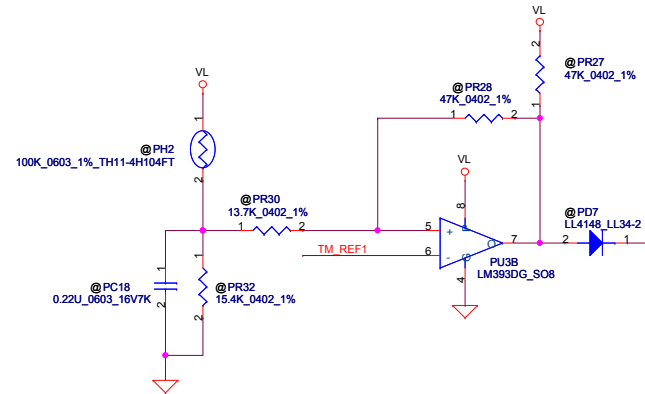 VL
2
@PR27
47K_0402_1%
1
@PR28
47K_0402_1%
1
2
VL
1
@PH2
100K_0603_1%_TH11-4H104FT
2
VL
8
@PR30
13.7K_0402_1%
1
2
5
+
P
O
7
6
-
G
TM_REF1
4
PU3B
LM393DG_SO8
@PD7
LL4148_LL34-2
2
1
1
@PC18
0.22U_0603_16V7K
2
1
@PR32
15.4K_0402_1%
2